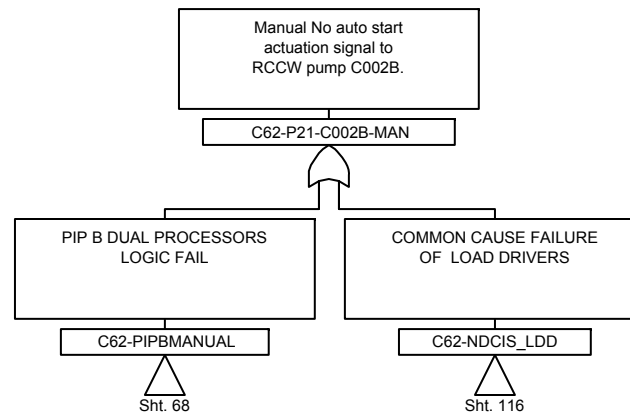 Manual No auto start
actuation signal to
RCCW pump C002B.
C62-P21-C002B-MAN
PIP B DUAL PROCESSORS
LOGIC FAIL
C62-PIPBMANUAL
Sht. 68
COMMON CAUSE FAILURE
OF LOAD DRIVERS
C62-NDCIS_LDD
Sht. 116